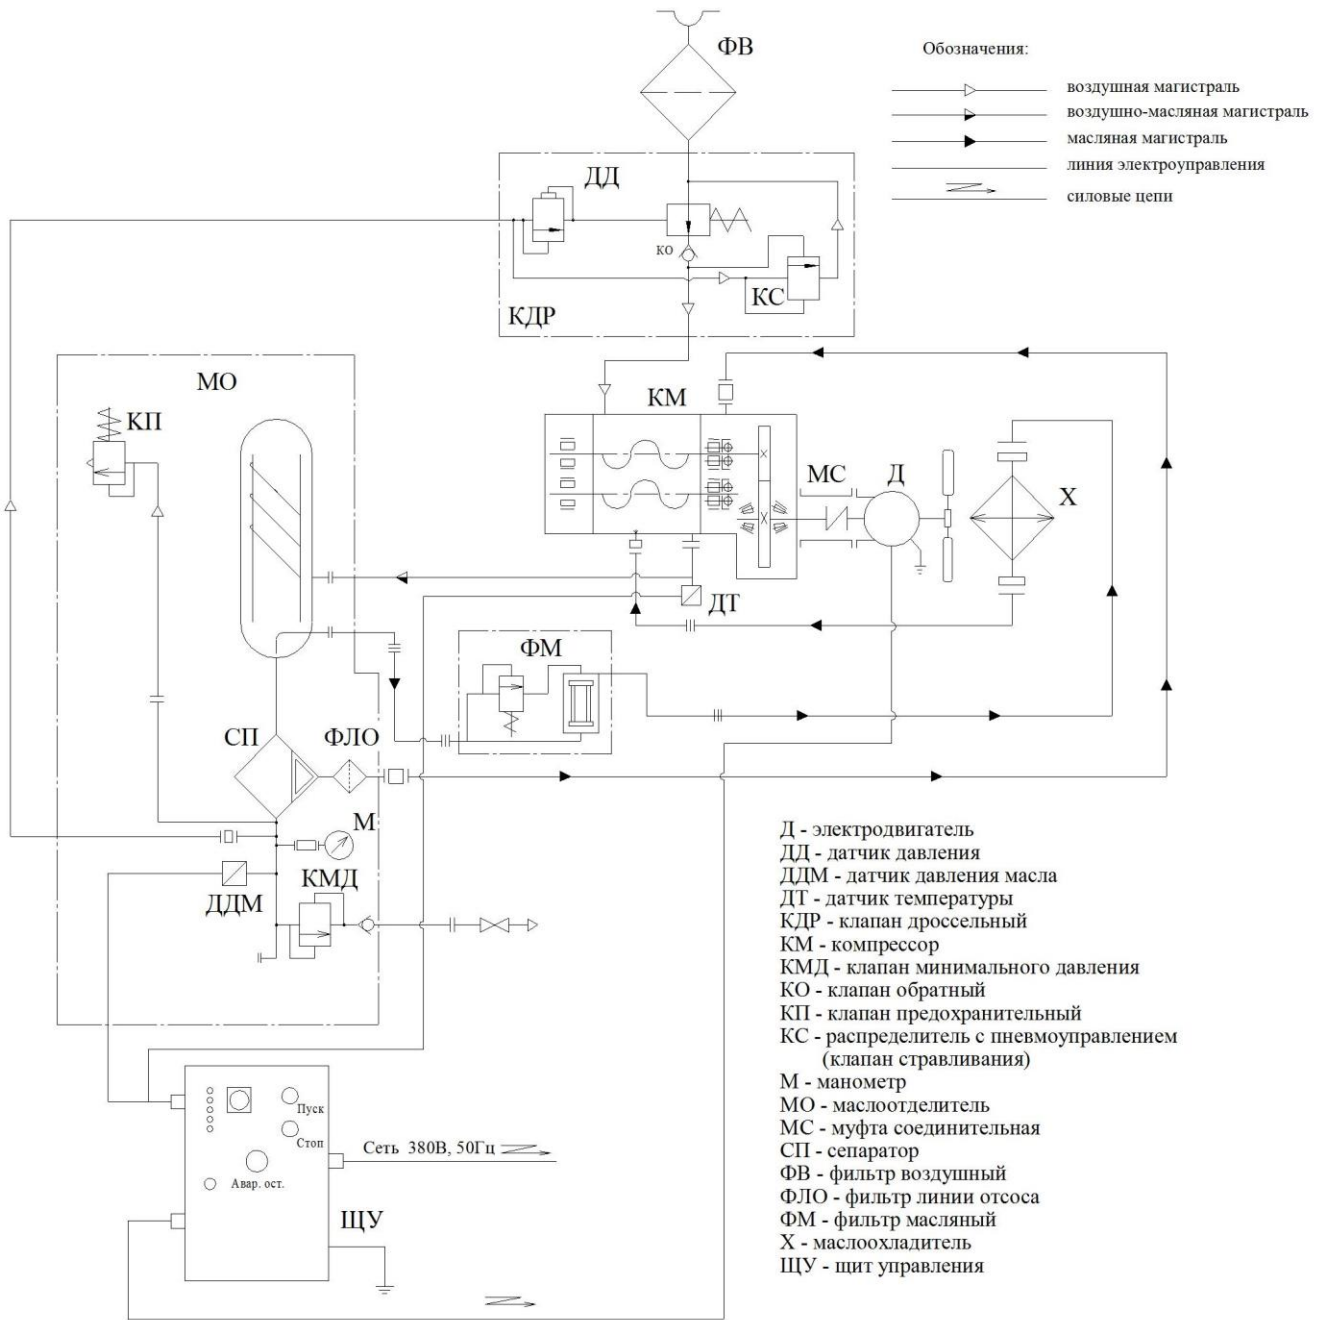 ФВ
Обозначения:
воздушная магистраль
воздушно-масляная магистраль
масляная магистраль
линия электроуправления
силовые цепи
ДД
КО
КС
КДР
МО
КП
КМ
МС
Д
Х
ДТ
ФМ
СП
ФЛО
М
ДДМ
КМД
Д - электродвигатель
ДД - датчик давления
ДДМ - датчик давления масла
ДТ - датчик температуры
КДР - клапан дроссельный
КМ - компрессор
КМД - клапан минимального давления
КО - клапан обратный
КП - клапан предохранительный
КС - распределитель с пневмоуправлением
(клапан стравливания)
М - манометр
МО - маслоотделитель
МС - муфта соединительная
СП - сепаратор
ФВ - фильтр воздушный
ФЛО - фильтр линии отсоса
ФМ - фильтр масляный
Х - маслоохладитель
ЩУ - щит управления
Пуск
Стоп
Авар. ост.
Сеть 380В, 50Гц
ЩУ